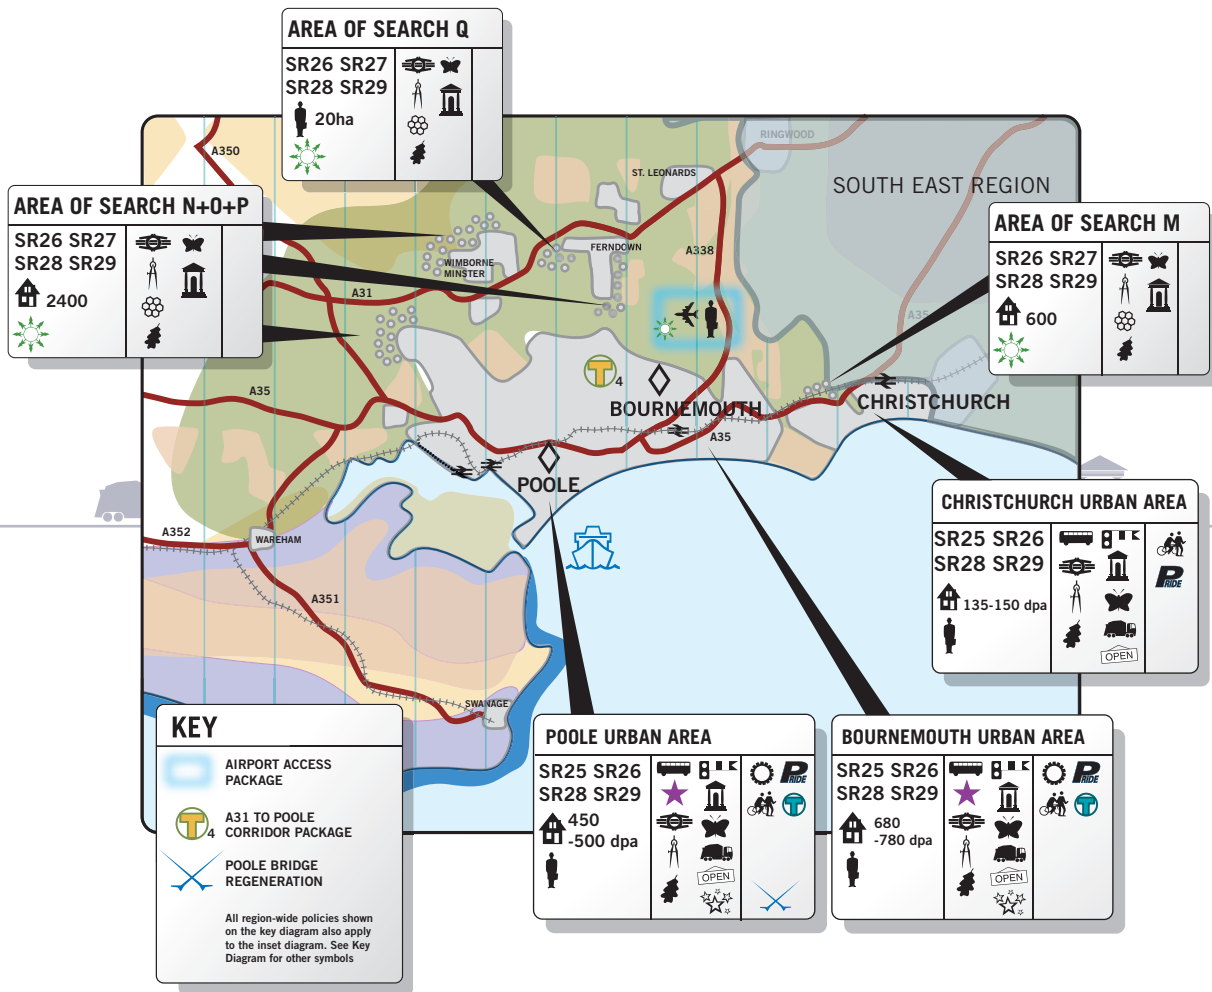 AREA OF SEARCH Q
SR26 SR27
SR28 SR29
20ha
AREA OF SEARCH N+O+P
SR26 SR27
SR28 SR29
2400
AREA OF SEARCH M
SR26 SR27
SR28 SR29
600
RINGWOOD
A350
ST. LEONARDS
SOUTH EAST REGION
FERNDOWN
A338
WIMBORNE
MINSTER
A31
A35
T
4
A35
BOURNEMOUTH
CHRISTCHURCH
A35
POOLE
A352
WAREHAM
A351
SWANAGE
CHRISTCHURCH URBAN AREA
SR25 SR26
SR28 SR29
135-150 dpa
OPEN
PRIDE
POOLE URBAN AREA
SR25 SR26
SR28 SR29
450
-500 dpa
OPEN
PRIDE
T
BOURNEMOUTH URBAN AREA
SR25 SR26
SR28 SR29
680
-780 dpa
OPEN
PRIDE
T
KEY
AIRPORT ACCESS
PACKAGE
T
4
A31 TO POOLE
CORRIDOR PACKAGE
POOLE BRIDGE
REGENERATION
All region-wide policies shown
on the key diagram also apply
to the inset diagram. See Key
Diagram for other symbols